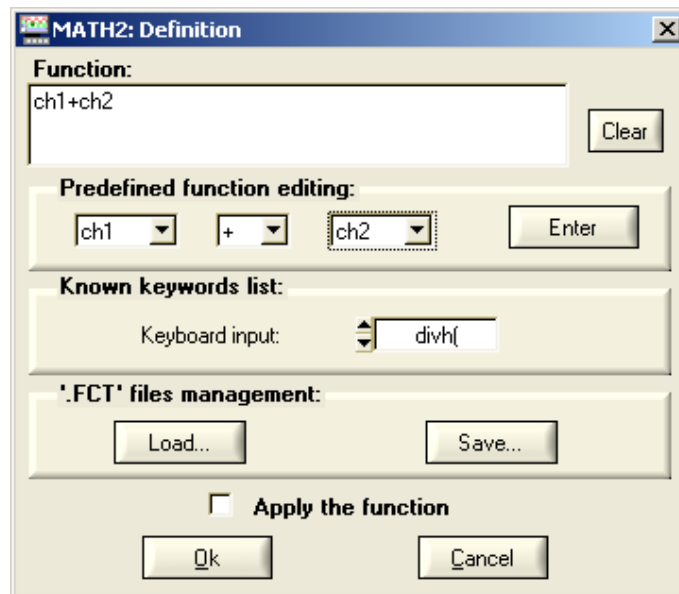 MATH2: Definition
Function:
ch1+ch2
Clear
Predefined function editing:
ch1 + ch2 Enter
Known keywords list:
Keyboard input: divh(
'.FCT' files management:
Load... Save...
Apply the function
Ok Cancel